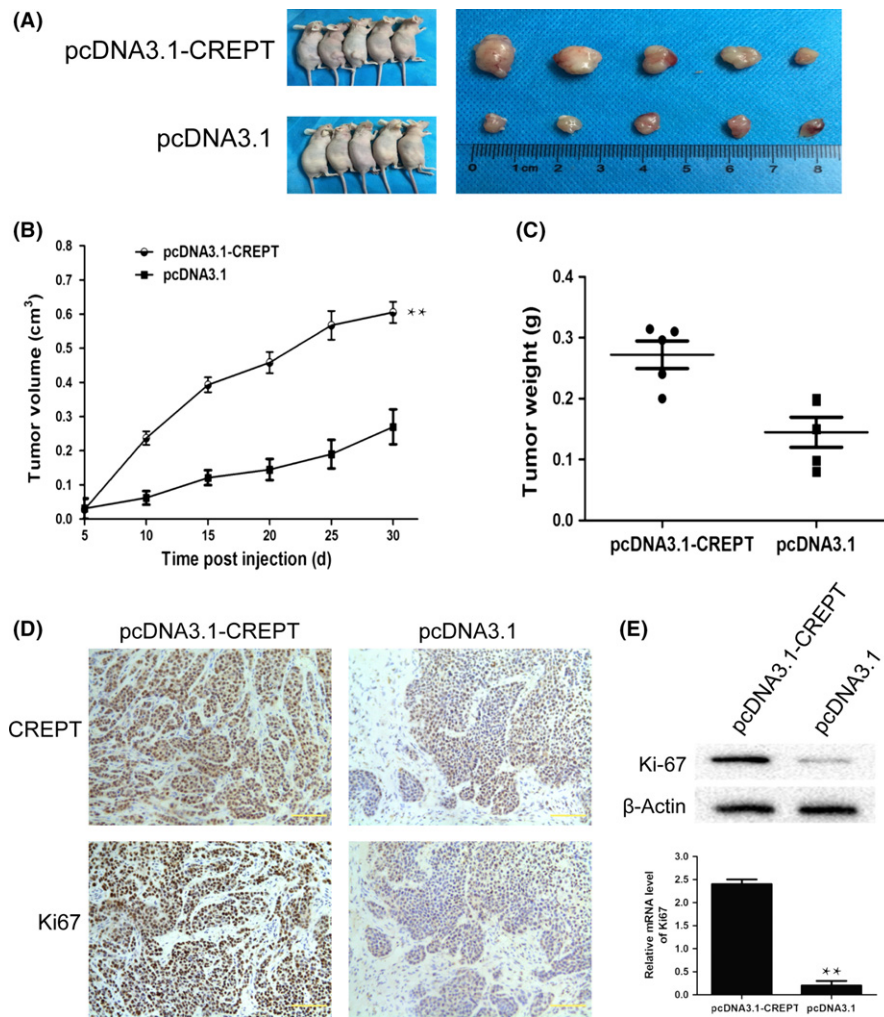 (A)
pcDNA3.1-CREPT
pcDNA3.1
0 1 cm 2 3 4 5 6 7 8
(B)
pcDNA3.1-CREPT
pcDNA3.1
Tumor volume (cm³)
0.8
0.7
0.6
0.5
0.4
0.3
0.2
0.1
0.0
**
5 10 15 20 25 30
Time post injection (d)
(C)
Tumor weight (g)
0.4
0.3
0.2
0.1
0.0
pcDNA3.1-CREPT pcDNA3.1
(D)
pcDNA3.1-CREPT pcDNA3.1
CREPT
Ki67
(E)
pcDNA3.1-CREPT
pcDNA3.1
Ki-67
β-Actin
Relative mRNA level
of Ki67
3.0
2.5
2.0
1.5
1.0
0.5
0.0
**
pcDNA3.1-CREPT pcDNA3.1